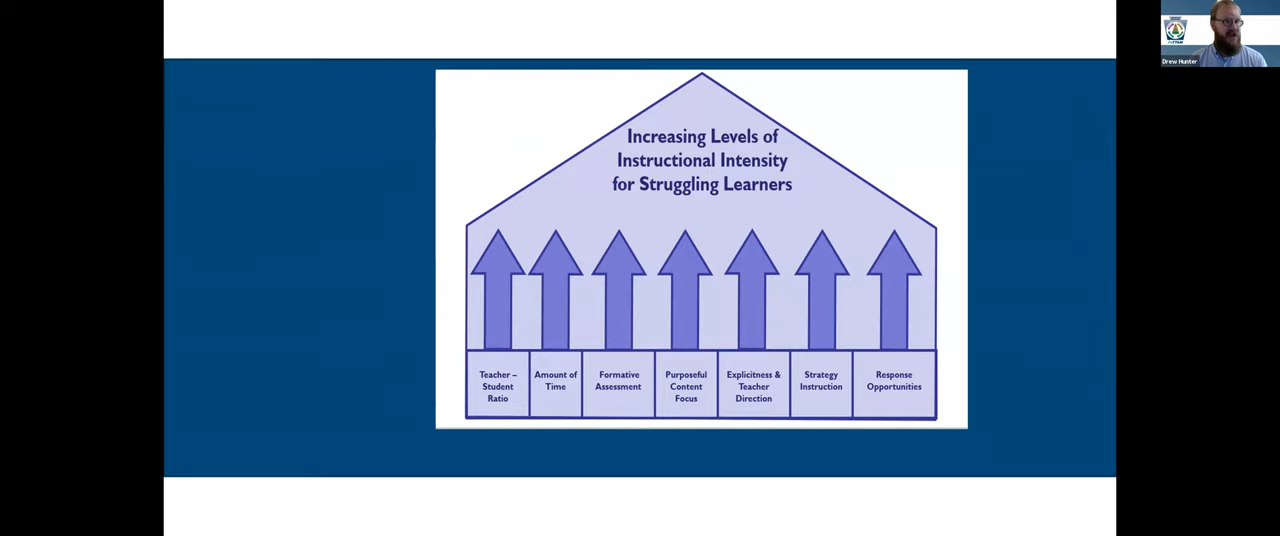 Increasing Levels of
Instructional Intensity
for Struggling Learners
Teacher –
Student
Ratio
Amount of
Time
Formative
Assessment
Purposeful
Content
Focus
Explicitness &
Teacher
Direction
Strategy
Instruction
Response
Opportunities
Drew Hunter